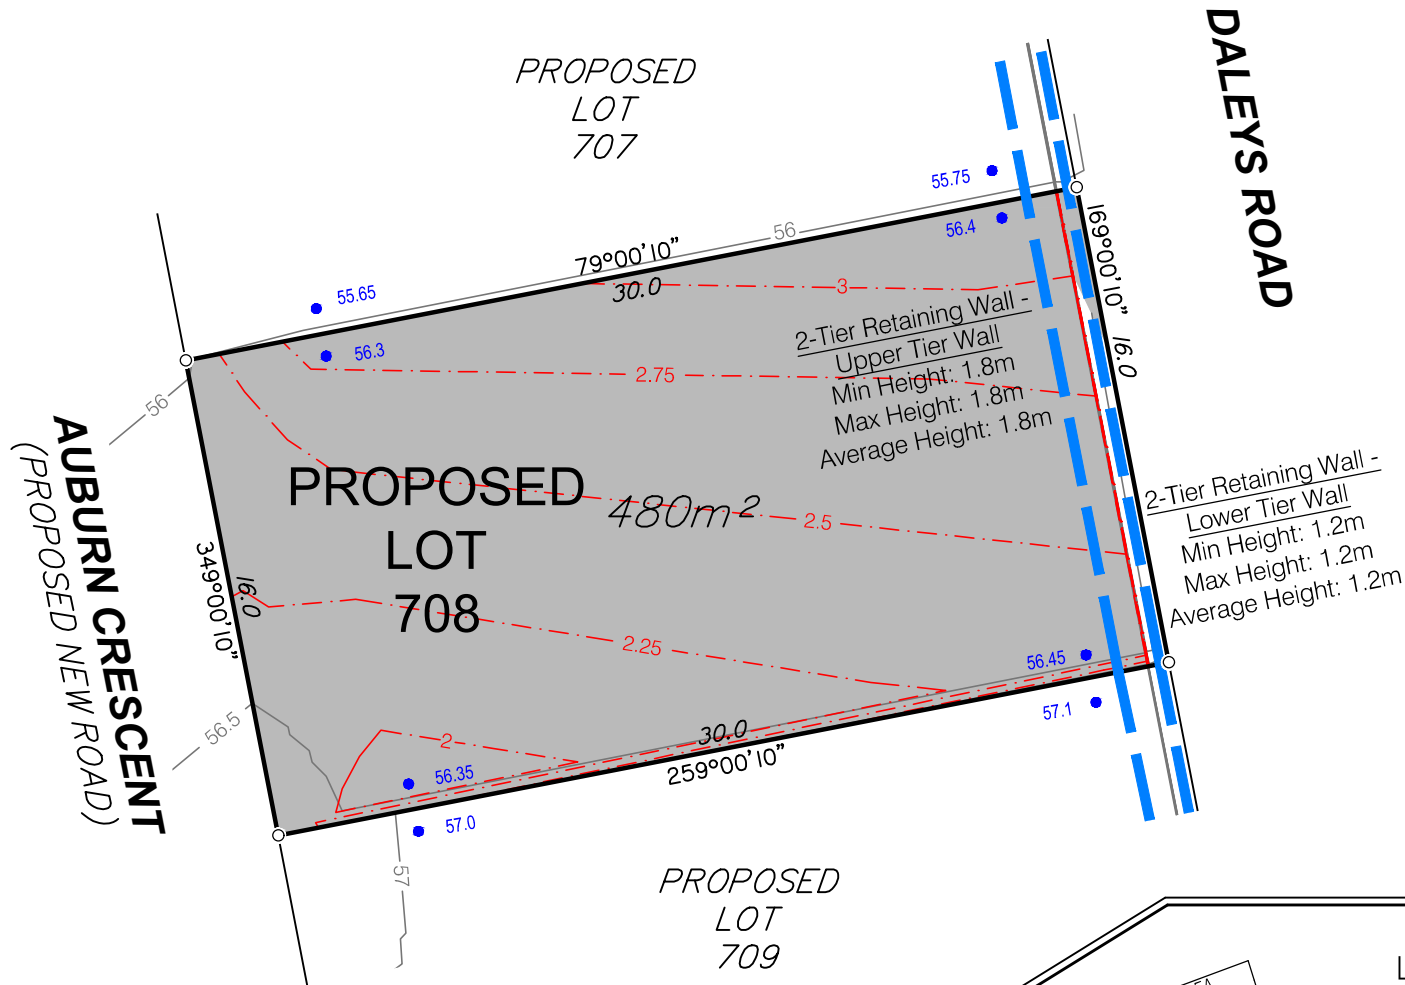 PROPOSED
LOT
707
DALEYS ROAD
55.75
56.4
56
79°00'10"
30.0
169°00'10"
16.0
55.65
56.3
3
2-Tier Retaining Wall -
Upper Tier Wall
Min Height: 1.8m
Max Height: 1.8m
Average Height: 1.8m
2.75
56
AUBURN CRESCENT
(PROPOSED NEW ROAD)
PROPOSED
LOT
708
480m²
2.5
2-Tier Retaining Wall -
Lower Tier Wall
Min Height: 1.2m
Max Height: 1.2m
Average Height: 1.2m
349°00'10"
16.0
2.25
56.45
57.1
56.5
2
30.0
259°00'10"
56.35
57.0
57
PROPOSED
LOT
709
L